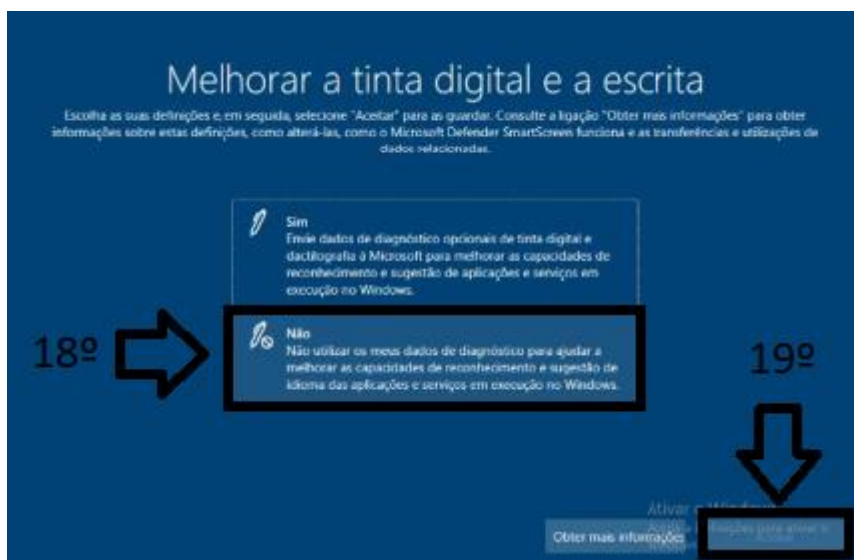 Melhorar a tinta digital e a escrita
Escolha as suas definições e, em seguida, selecione "Aceitar" para as guardar. Consulte a ligação "Obter mais informações" para obter
informações sobre estas definições, como alterá-las, como o Microsoft Defender SmartScreen funciona e as transferências e utilizações de
dados relacionadas.
Sim
Envie dados de diagnóstico opcionais de tinta digital e
dactilografia à Microsoft para melhorar as capacidades de
reconhecimento e sugestão de aplicações e serviços em
execução no Windows.
18º
Não
Não utilizar os meus dados de diagnóstico para ajudar a
melhorar as capacidades de reconhecimento e sugestão de
idioma das aplicações e serviços em execução no Windows.
19º
Ativar o Windows
Obter mais informações
Aceitar